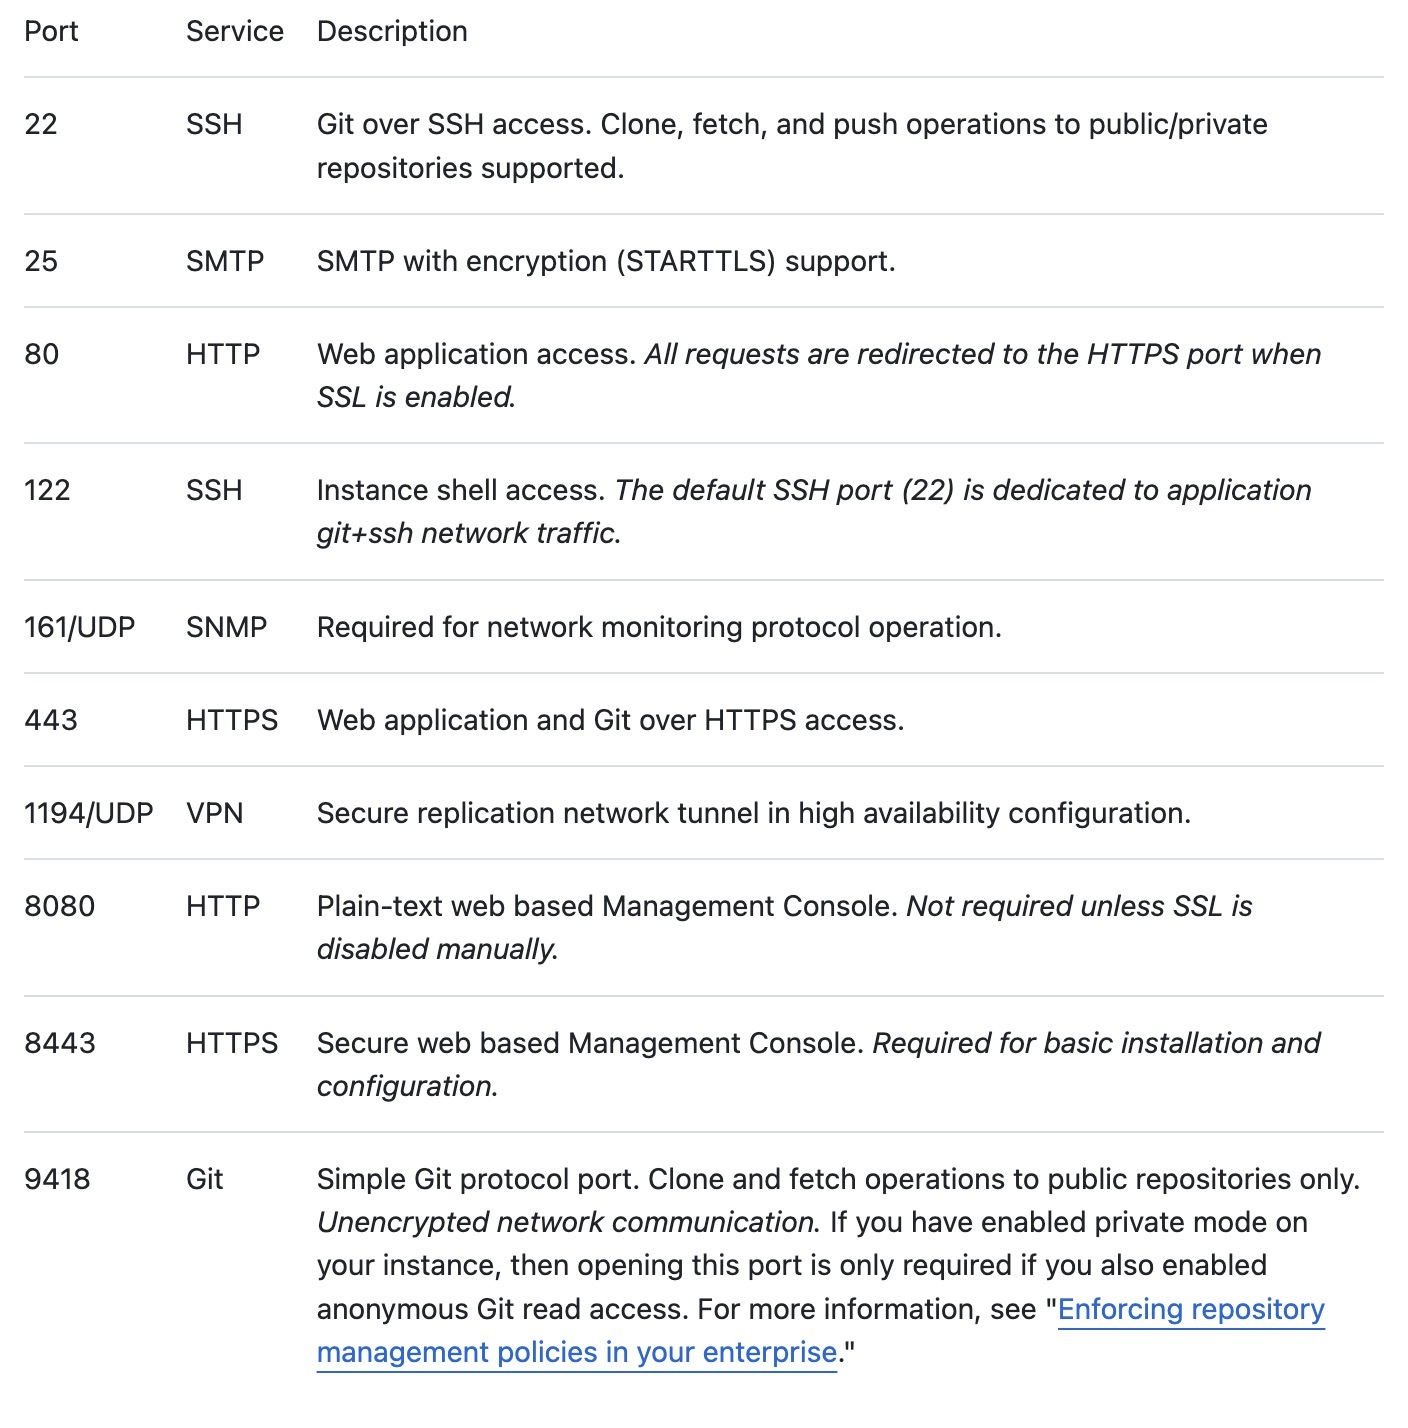 Port Service Description
22 SSH Git over SSH access. Clone, fetch, and push operations to public/private
repositories supported.
25 SMTP SMTP with encryption (STARTTLS) support.
80 HTTP Web application access. All requests are redirected to the HTTPS port when
SSL is enabled.
122 SSH Instance shell access. The default SSH port (22) is dedicated to application
git+ssh network traffic.
161/UDP SNMP Required for network monitoring protocol operation.
443 HTTPS Web application and Git over HTTPS access.
1194/UDP VPN Secure replication network tunnel in high availability configuration.
8080 HTTP Plain-text web based Management Console. Not required unless SSL is
disabled manually.
8443 HTTPS Secure web based Management Console. Required for basic installation and
configuration.
9418 Git Simple Git protocol port. Clone and fetch operations to public repositories only.
Unencrypted network communication. If you have enabled private mode on
your instance, then opening this port is only required if you also enabled
anonymous Git read access. For more information, see "Enforcing repository
management policies in your enterprise."